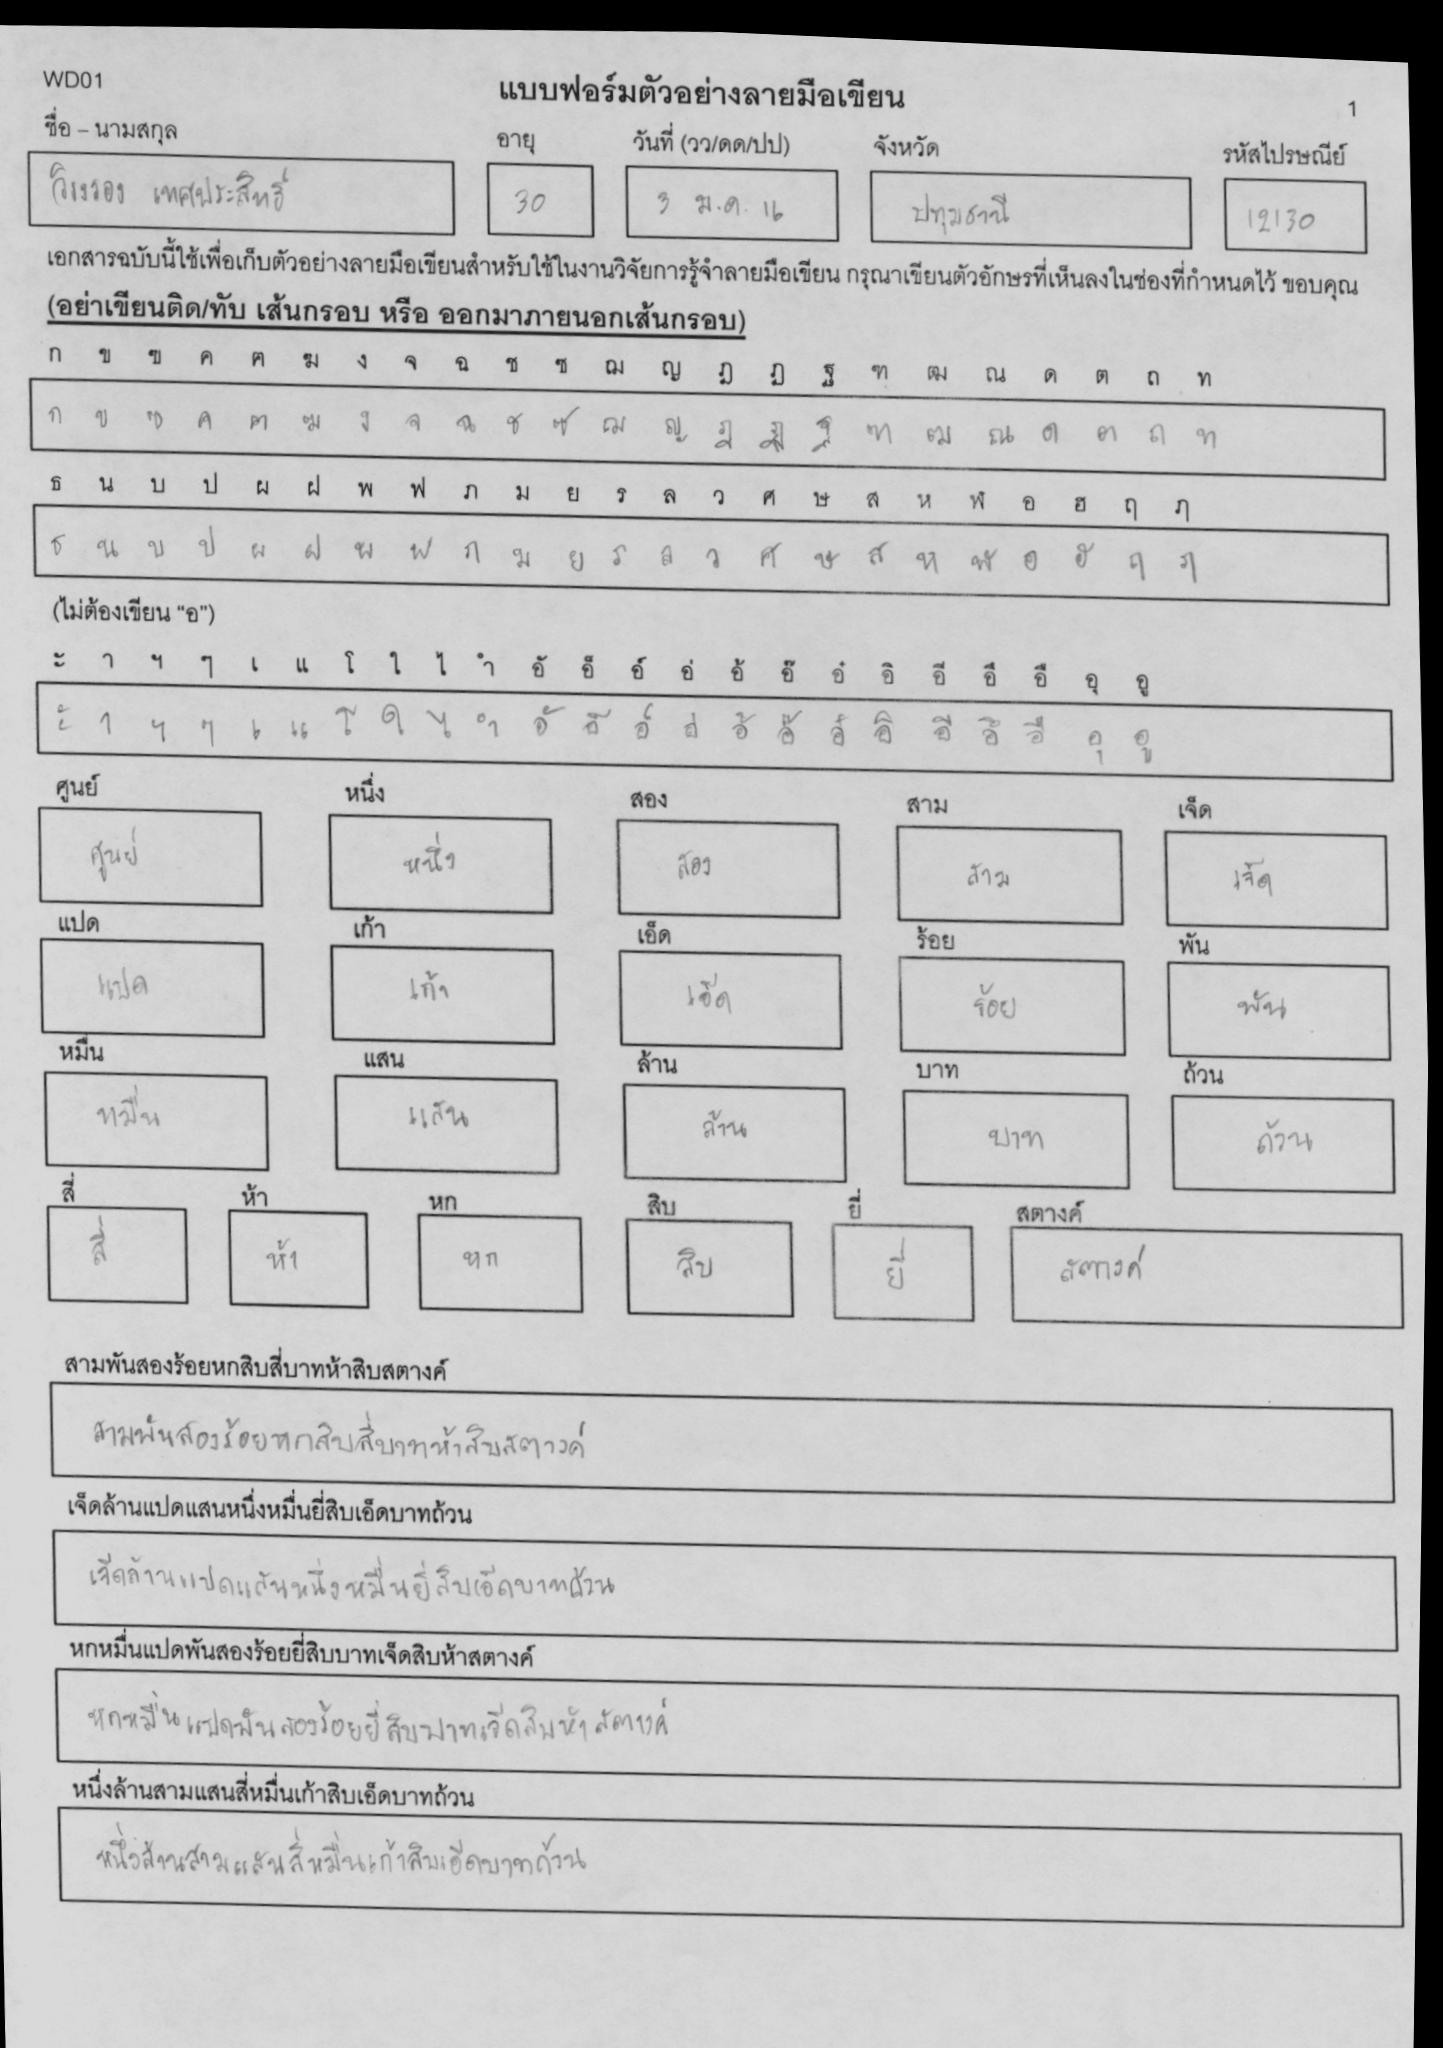 WD01
แบบฟอร์มตัวอย่างลายมือเขียน
1
ชื่อ – นามสกุล อายุ วันที่ (วว/ดด/ปป) จังหวัด รหัสไปรษณีย์
เทศประสิทธิ์ 30 3 ม.ค. 16 ปทุมธานี 12130
เอกสารฉบับนี้ใช้เพื่อเก็บตัวอย่างลายมือเขียนสำหรับใช้ในงานวิจัยการรู้จำลายมือเขียน กรุณาเขียนตัวอักษรที่เห็นลงในช่องที่กำหนดไว้ ขอบคุณ
(อย่าเขียนติด/ทับ เส้นกรอบ หรือ ออกมาภายนอกเส้นกรอบ)
ก ข ฃ ค ฅ ฆ ง จ ฉ ช ซ ฌ ญ ฎ ฏ ฐ ฑ ฒ ณ ด ต ถ ท
ก ข ฃ ค ฅ ฆ ง จ ฉ ช ซ ฌ ญ ฎ ฏ ฐ ฑ ฒ ณ ด ต ถ ท
ธ น บ ป ผ ฝ พ ฟ ภ ม ย ร ล ว ศ ษ ส ห ฬ อ ฮ ฤ ฦ
ธ น บ ป ผ ฝ พ ฟ ภ ม ย ร ล ว ศ ษ ส ห ฬ อ ฮ ฤ ฦ
(ไม่ต้องเขียน "อ")
ะ า ฯ ๆ เ แ โ ใ ไ ำ อั อ็ อ์ อ่ อ้ อ๊ อ๋ อิ อี อึ อื อุ อู
ะ า ฯ ๆ เ แ โ ใ ไ ำ อั อ็ อ์ อ่ อ้ อ๊ อ๋ อิ อี อึ อื อุ อู
ศูนย์ หนึ่ง สอง สาม เจ็ด
ศูนย์ หนึ่ง สอง สาม เจ็ด
แปด เก้า เอ็ด ร้อย พัน
แปด เก้า เอ็ด ร้อย พัน
หมื่น แสน ล้าน บาท ถ้วน
หมื่น แสน ล้าน บาท ถ้วน
สี่ ห้า หก สิบ ยี่ สตางค์
สี่ ห้า หก สิบ ยี่ สตางค์
สามพันสองร้อยหกสิบสี่บาทห้าสิบสตางค์
สามพันสองร้อยหกสิบสี่บาทห้าสิบสตางค์
เจ็ดล้านแปดแสนหนึ่งหมื่นยี่สิบเอ็ดบาทถ้วน
เจ็ดล้านแปดแสนหนึ่งหมื่นยี่สิบเอ็ดบาทถ้วน
หกหมื่นแปดพันสองร้อยยี่สิบบาทเจ็ดสิบห้าสตางค์
หกหมื่นแปดพันสองร้อยยี่สิบบาทเจ็ดสิบห้าสตางค์
หนึ่งล้านสามแสนสี่หมื่นเก้าสิบเอ็ดบาทถ้วน
หนึ่งล้านสามแสนสี่หมื่นเก้าสิบเอ็ดบาทถ้วน